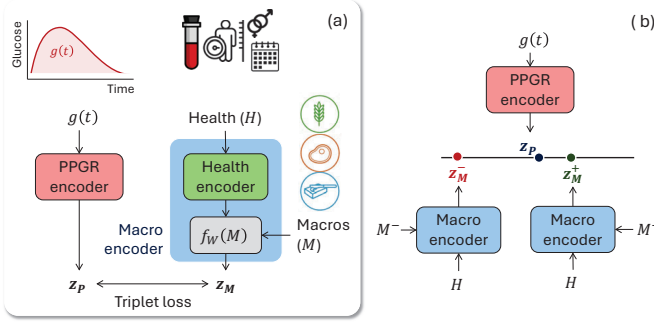 (a)
Glucose
g(t)
Time
g(t)
PPGR
encoder
Health (H)
Health
encoder
Macro
encoder
f_W(M)
Macros
(M)
z_P
z_M
Triplet loss
(b)
g(t)
PPGR
encoder
z_P
z_M^-
z_M^+
M^-
Macro
encoder
Macro
encoder
H
H